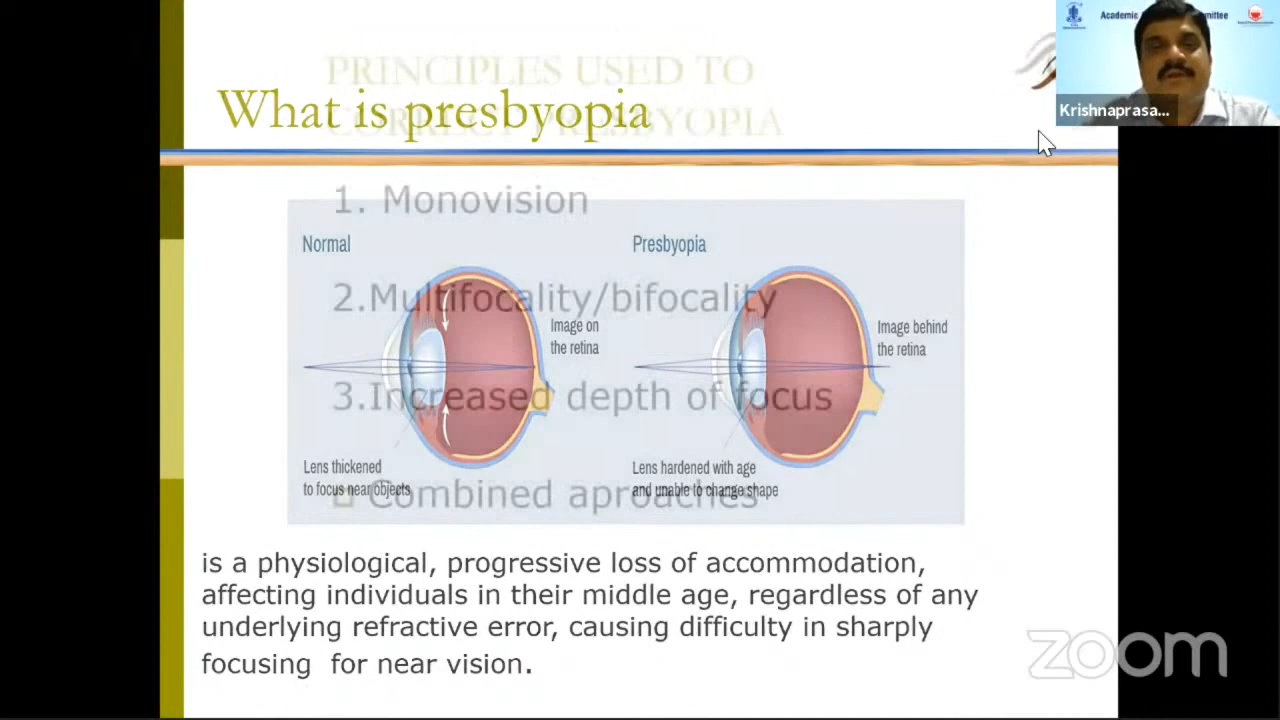 Academic
mittee
Krishnaprasa...
PRINCIPLES USED TO
CORRECT PRESBYOPIA
What is presbyopia
1. Monovision
Normal
Presbyopia
2.Multifocality/bifocality
Image on
the retina
Image behind
the retina
3.Increased depth of focus
Lens thickened
to focus near objects
Lens hardened with age
and unable to change shape
Combined aproaches
is a physiological, progressive loss of accommodation,
affecting individuals in their middle age, regardless of any
underlying refractive error, causing difficulty in sharply
focusing for near vision.
zoom